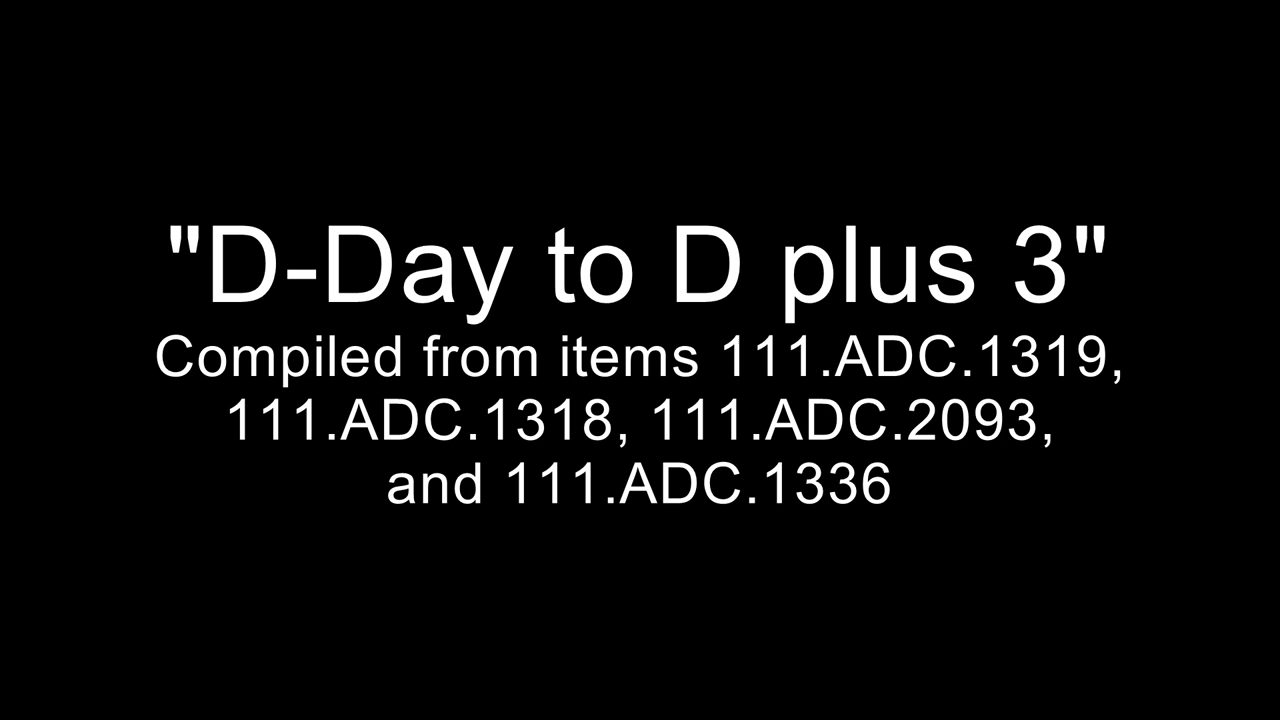 "D-Day to D plus 3"
Compiled from items 111.ADC.1319,
111.ADC.1318, 111.ADC.2093,
and 111.ADC.1336